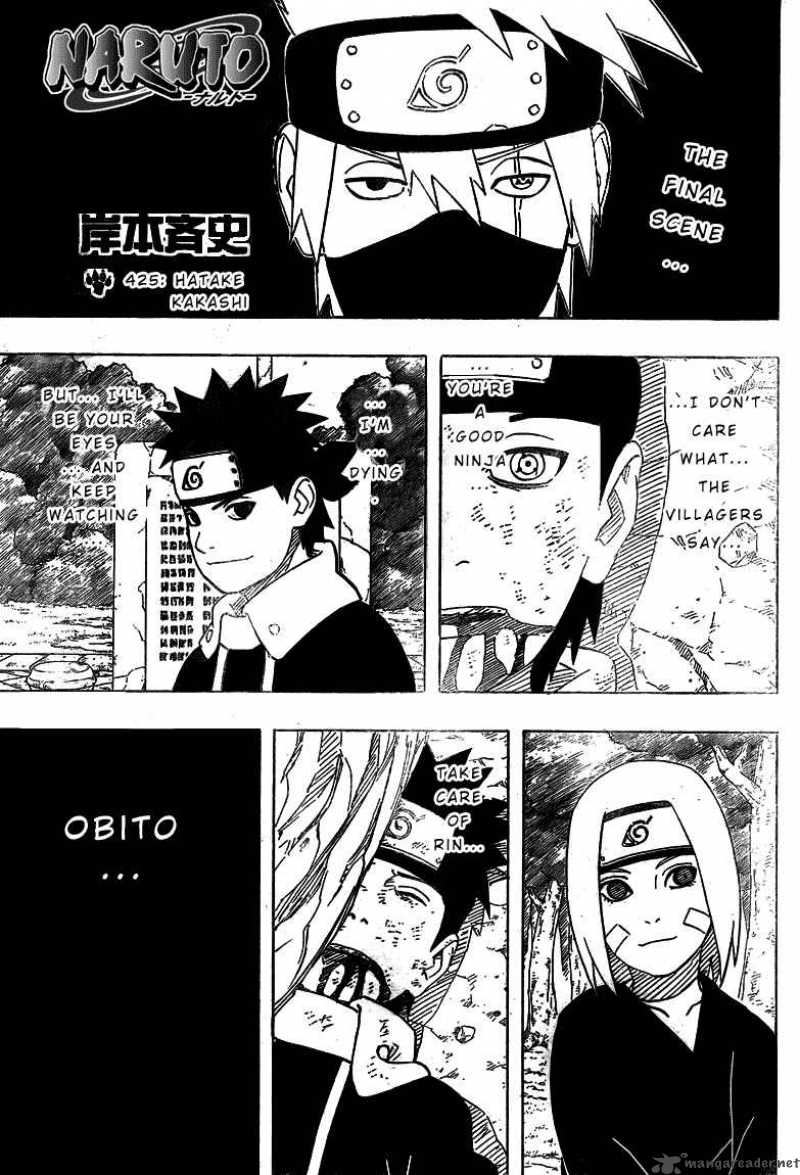 NARUTO
-ナルト-
岸本斉史
425: HATAKE
KAKASHI
THE
FINAL
SCENE
...
...I DON'T
CARE
WHAT...
THE
VILLAGERS
SAY...
...
YOU'RE
A
GOOD
NINJA
...
I'M
...
DYING
.
BUT... I'LL
BE YOUR
EYES
... AND
KEEP
WATCHING
TAKE
CARE
OF
RIN...
OBITO
...
mangareader.net